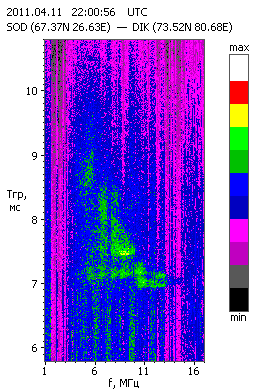 2011.04.11 22:00:56 UTC
SOD (67.37N 26.63E) — DIK (73.52N 80.68E)
max
10
9
Tгр,
мс
8
7
6
min
1 6 11 16
f, МГц